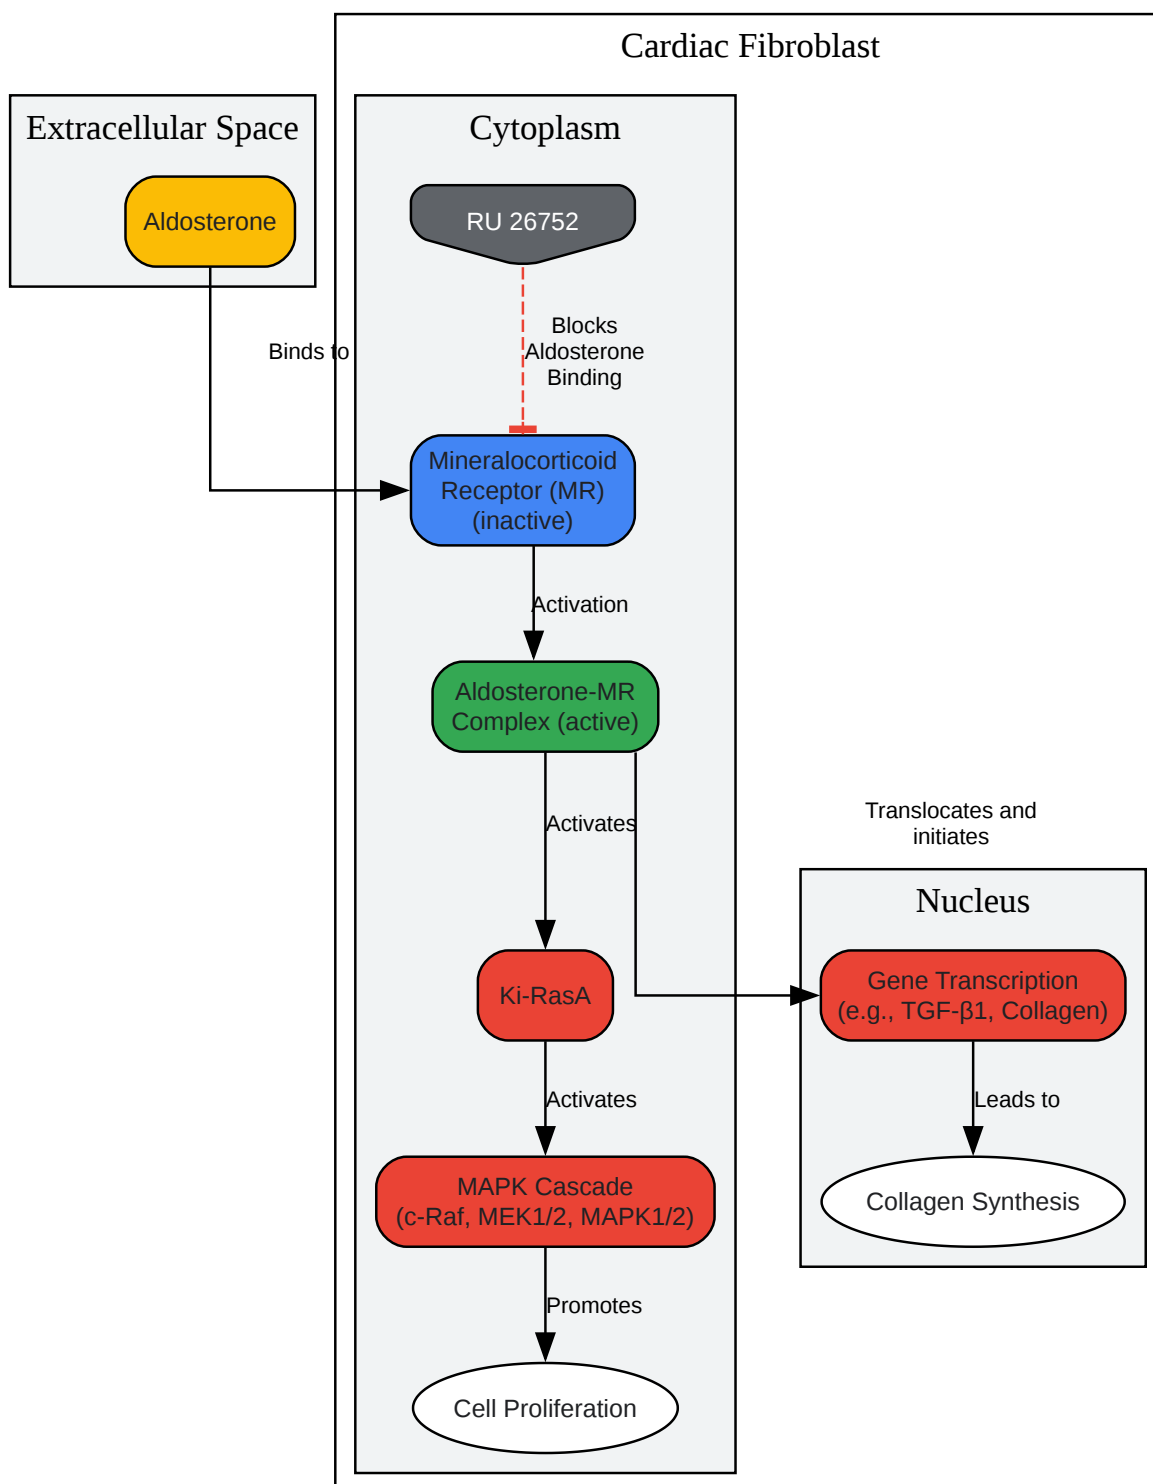 Cardiac Fibroblast
Extracellular Space
Cytoplasm
Aldosterone
RU 26752
Binds to
Blocks
Aldosterone
Binding
Mineralocorticoid
Receptor (MR)
(inactive)
Activation
Aldosterone-MR
Complex (active)
Activates
Translocates and
initiates
Nucleus
Ki-RasA
Gene Transcription
(e.g., TGF-β1, Collagen)
Activates
Leads to
MAPK Cascade
(c-Raf, MEK1/2, MAPK1/2)
Collagen Synthesis
Promotes
Cell Proliferation